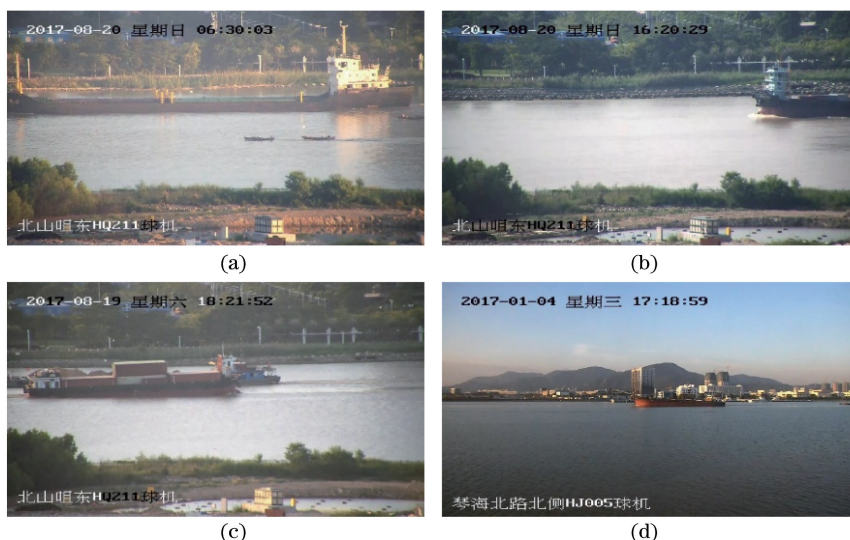 2017-08-20 星期日 06:30:03
北山咀东HQZ11球机
(a)
2017-08-20 星期日 16:20:29
北山咀东HQZ11球机
(b)
2017-08-19 星期六 18:21:52
北山咀东HQZ11球机
(c)
2017-01-04 星期三 17:18:59
琴海北路北侧HJ005球机
(d)